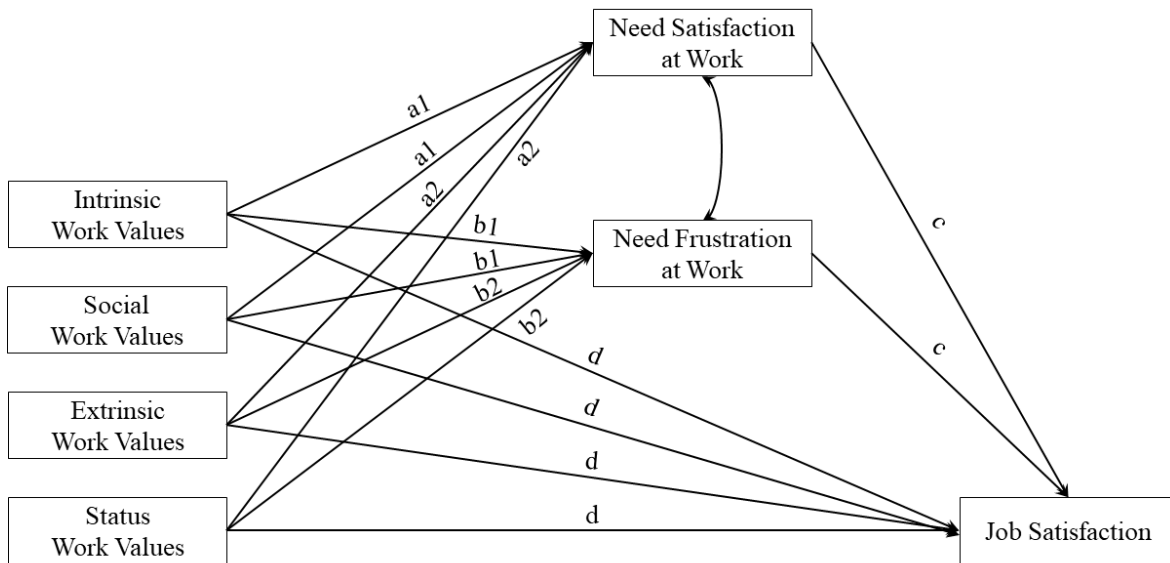 Need Satisfaction
at Work
a1
a1
a2
a2
Intrinsic
Work Values
b1
b1
b2
b2
Need Frustration
at Work
c
c
Social
Work Values
d
d
d
d
Extrinsic
Work Values
Status
Work Values
Job Satisfaction